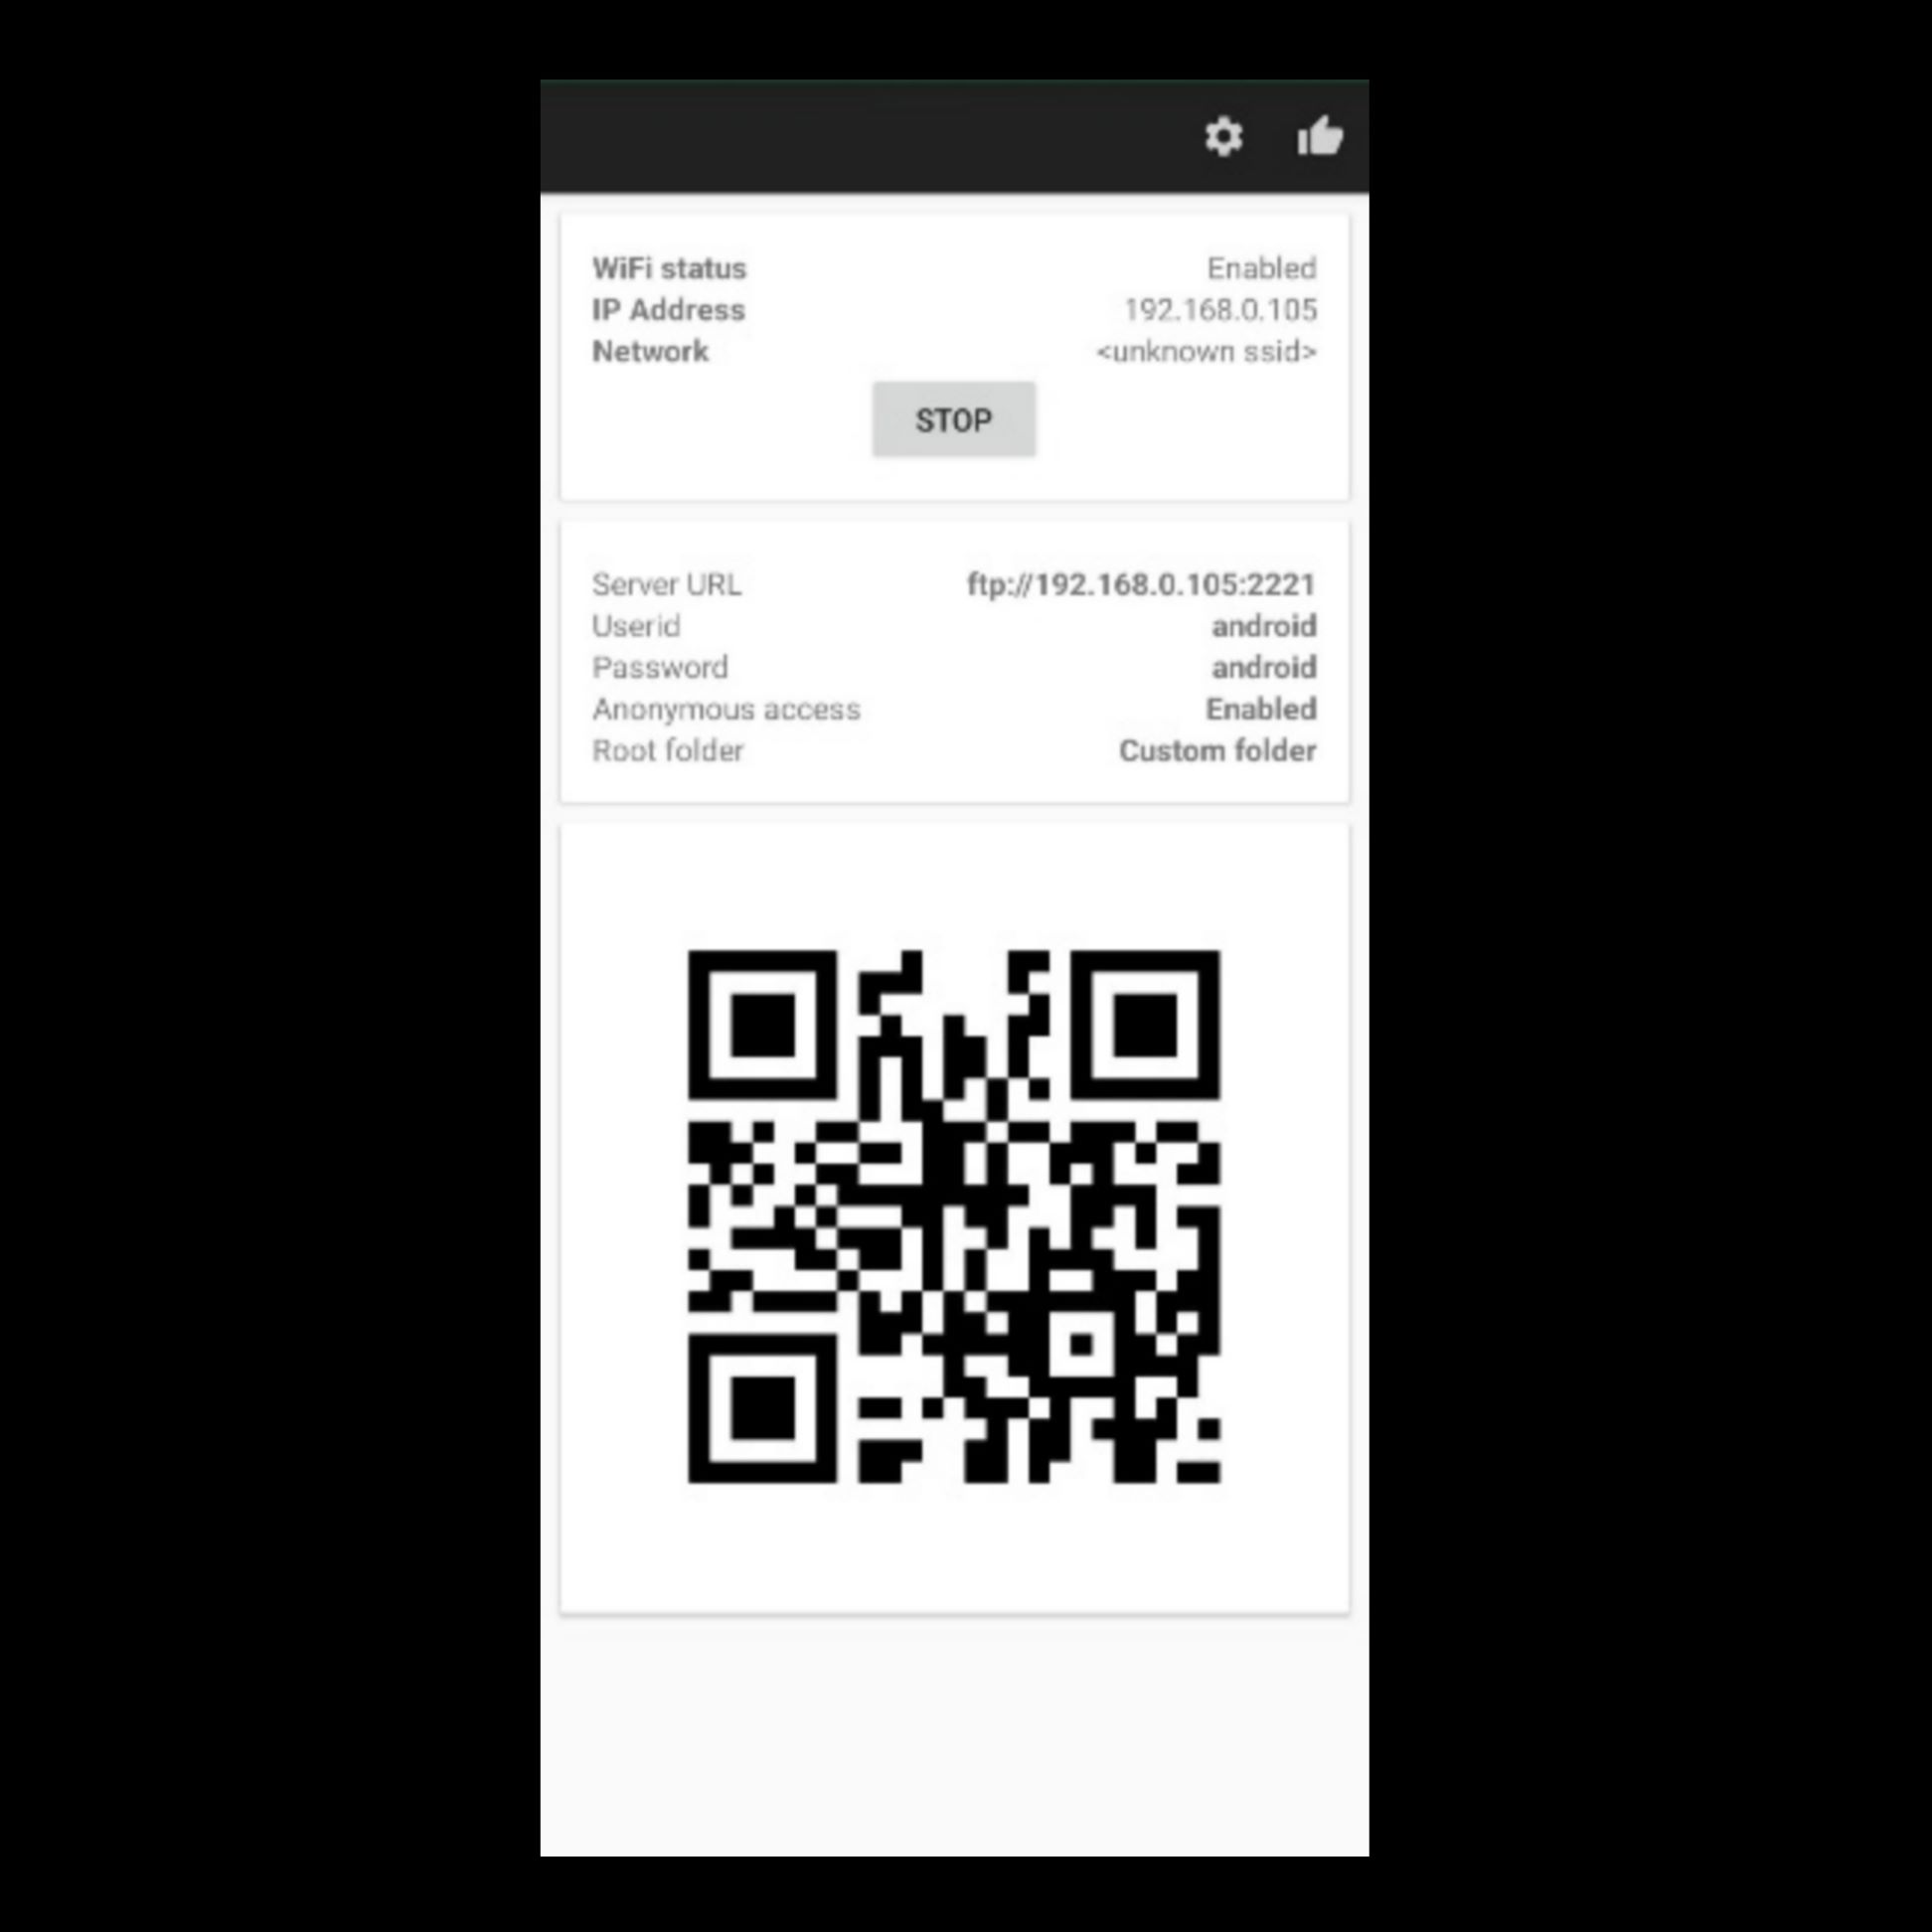 WiFi status Enabled
IP Address 192.168.0.105
Network <unknown ssid>
STOP
Server URL ftp://192.168.0.105:2221
Userid android
Password android
Anonymous access Enabled
Root folder Custom folder